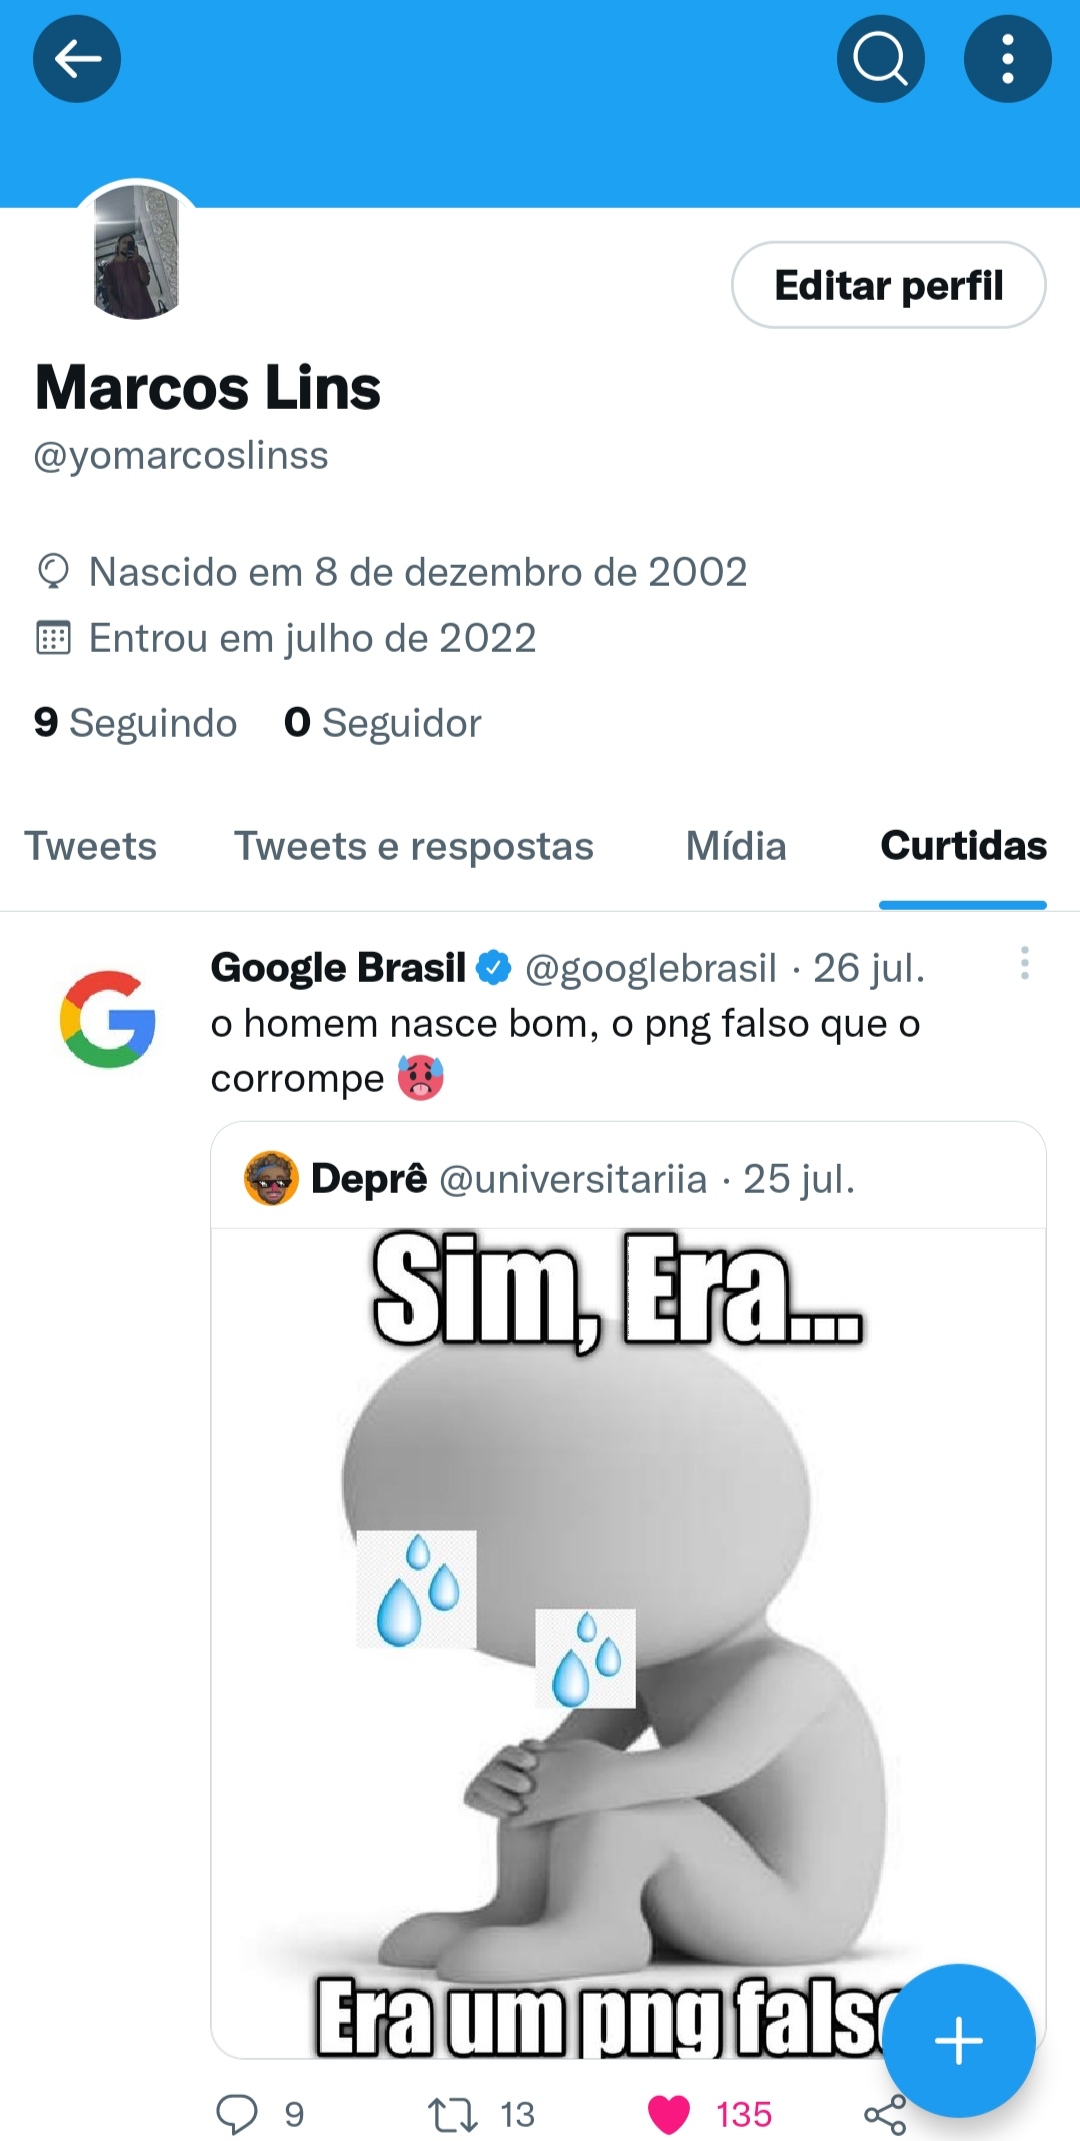 Editar perfil
Marcos Lins
@yomarcoslinss
Nascido em 8 de dezembro de 2002
Entrou em julho de 2022
9 Seguindo 0 Seguidor
Tweets Tweets e respostas Mídia Curtidas
Google Brasil @googlebrasil · 26 jul.
o homem nasce bom, o png falso que o
corrompe 🥵
Deprê @universitariia · 25 jul.
Sim, Era...
Era um png fals
9 13 135